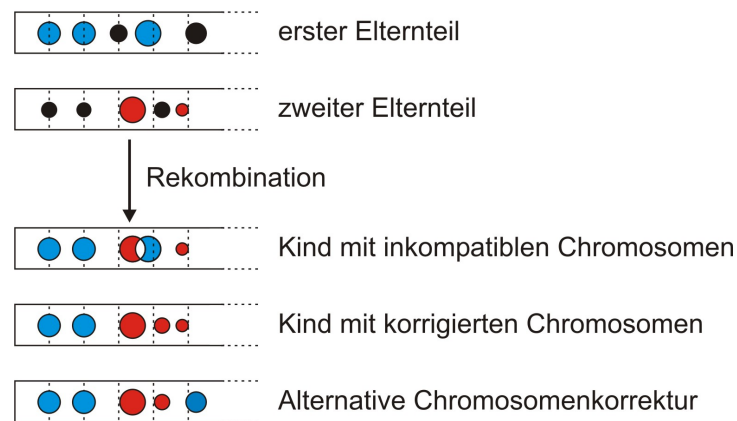 erster Elternteil
zweiter Elternteil
Rekombination
Kind mit inkompatiblen Chromosomen
Kind mit korrigierten Chromosomen
Alternative Chromosomenkorrektur